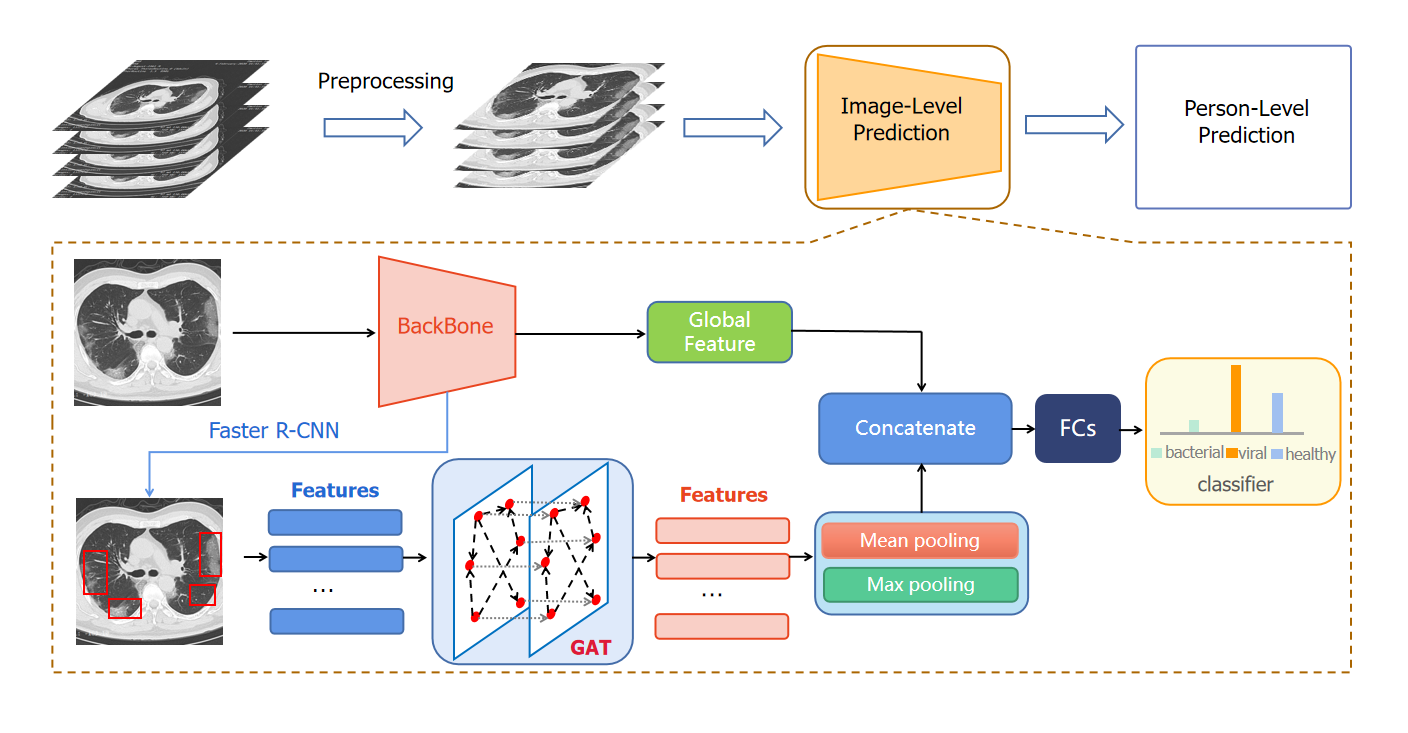 Preprocessing
Image-Level
Prediction
Person-Level
Prediction
BackBone
Global
Feature
Faster R-CNN
Concatenate
FCs
bacterial viral healthy
classifier
Features
...
GAT
Features
...
Mean pooling
Max pooling